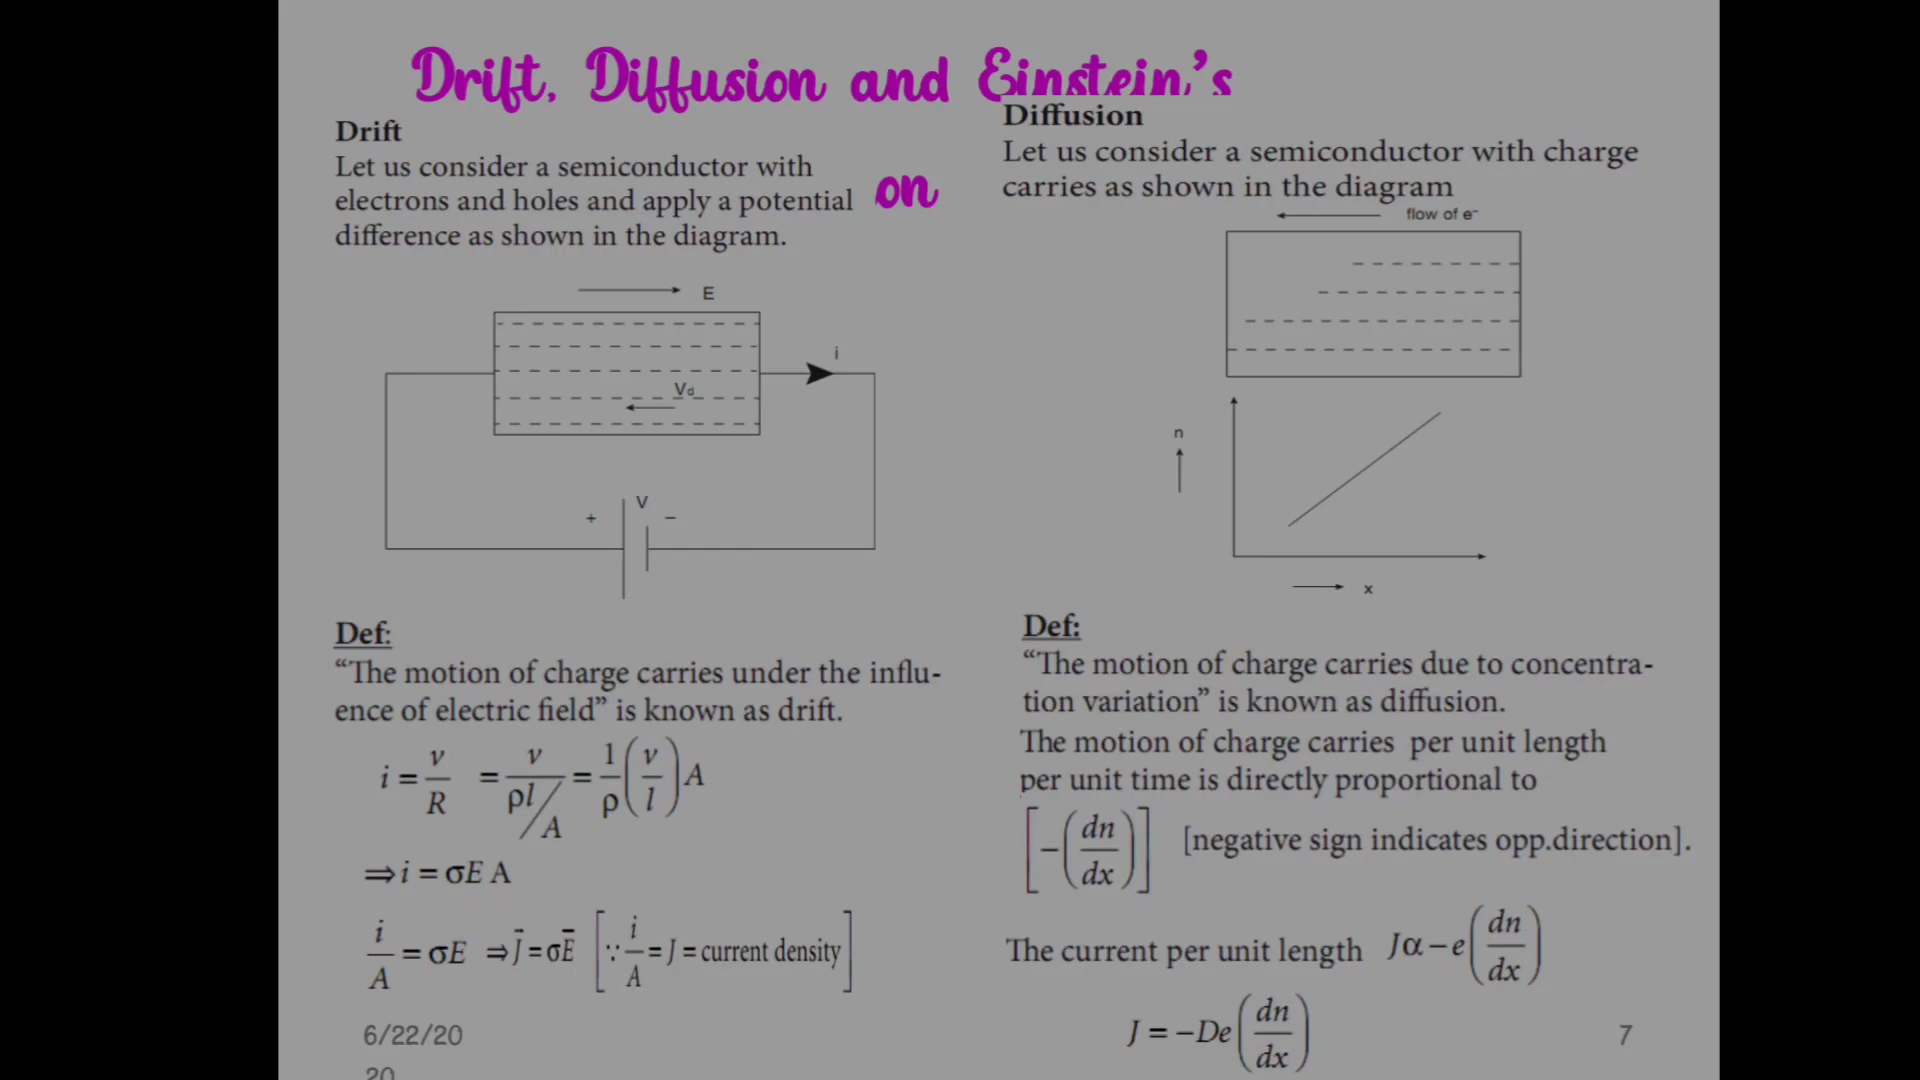 Drift, Diffusion and Einstein's
on
Drift
Let us consider a semiconductor with
electrons and holes and apply a potential
difference as shown in the diagram.
E
i
Vd
V
+ −
Def:
“The motion of charge carries under the influ-
ence of electric field” is known as drift.
i = v/R = v/(ρl/A) = 1/ρ (v/l) A
⇒ i = σE A
i/A = σE ⇒ J̄ = σĒ [∵ i/A = J = current density]
6/22/20
20
Diffusion
Let us consider a semiconductor with charge
carries as shown in the diagram
flow of e⁻
n
x
Def:
“The motion of charge carries due to concentra-
tion variation” is known as diffusion.
The motion of charge carries per unit length
per unit time is directly proportional to
[−(dn/dx)] [negative sign indicates opp.direction].
The current per unit length Jα − e(dn/dx)
J = −De(dn/dx)
7